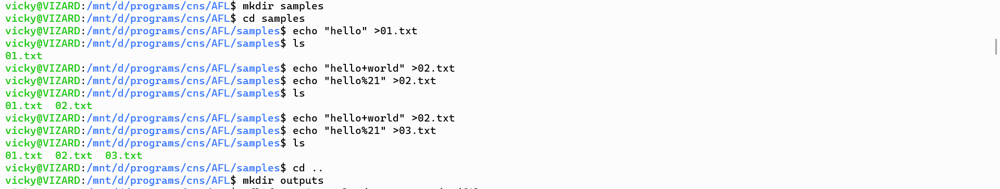 vicky@VIZARD:/mnt/d/programs/cns/AFL$ mkdir samples
vicky@VIZARD:/mnt/d/programs/cns/AFL$ cd samples
vicky@VIZARD:/mnt/d/programs/cns/AFL/samples$ echo "hello" >01.txt
vicky@VIZARD:/mnt/d/programs/cns/AFL/samples$ ls
01.txt
vicky@VIZARD:/mnt/d/programs/cns/AFL/samples$ echo "hello+world" >02.txt
vicky@VIZARD:/mnt/d/programs/cns/AFL/samples$ echo "hello%21" >02.txt
vicky@VIZARD:/mnt/d/programs/cns/AFL/samples$ ls
01.txt  02.txt
vicky@VIZARD:/mnt/d/programs/cns/AFL/samples$ echo "hello+world" >02.txt
vicky@VIZARD:/mnt/d/programs/cns/AFL/samples$ echo "hello%21" >03.txt
vicky@VIZARD:/mnt/d/programs/cns/AFL/samples$ ls
01.txt  02.txt  03.txt
vicky@VIZARD:/mnt/d/programs/cns/AFL/samples$ cd ..
vicky@VIZARD:/mnt/d/programs/cns/AFL$ mkdir outputs